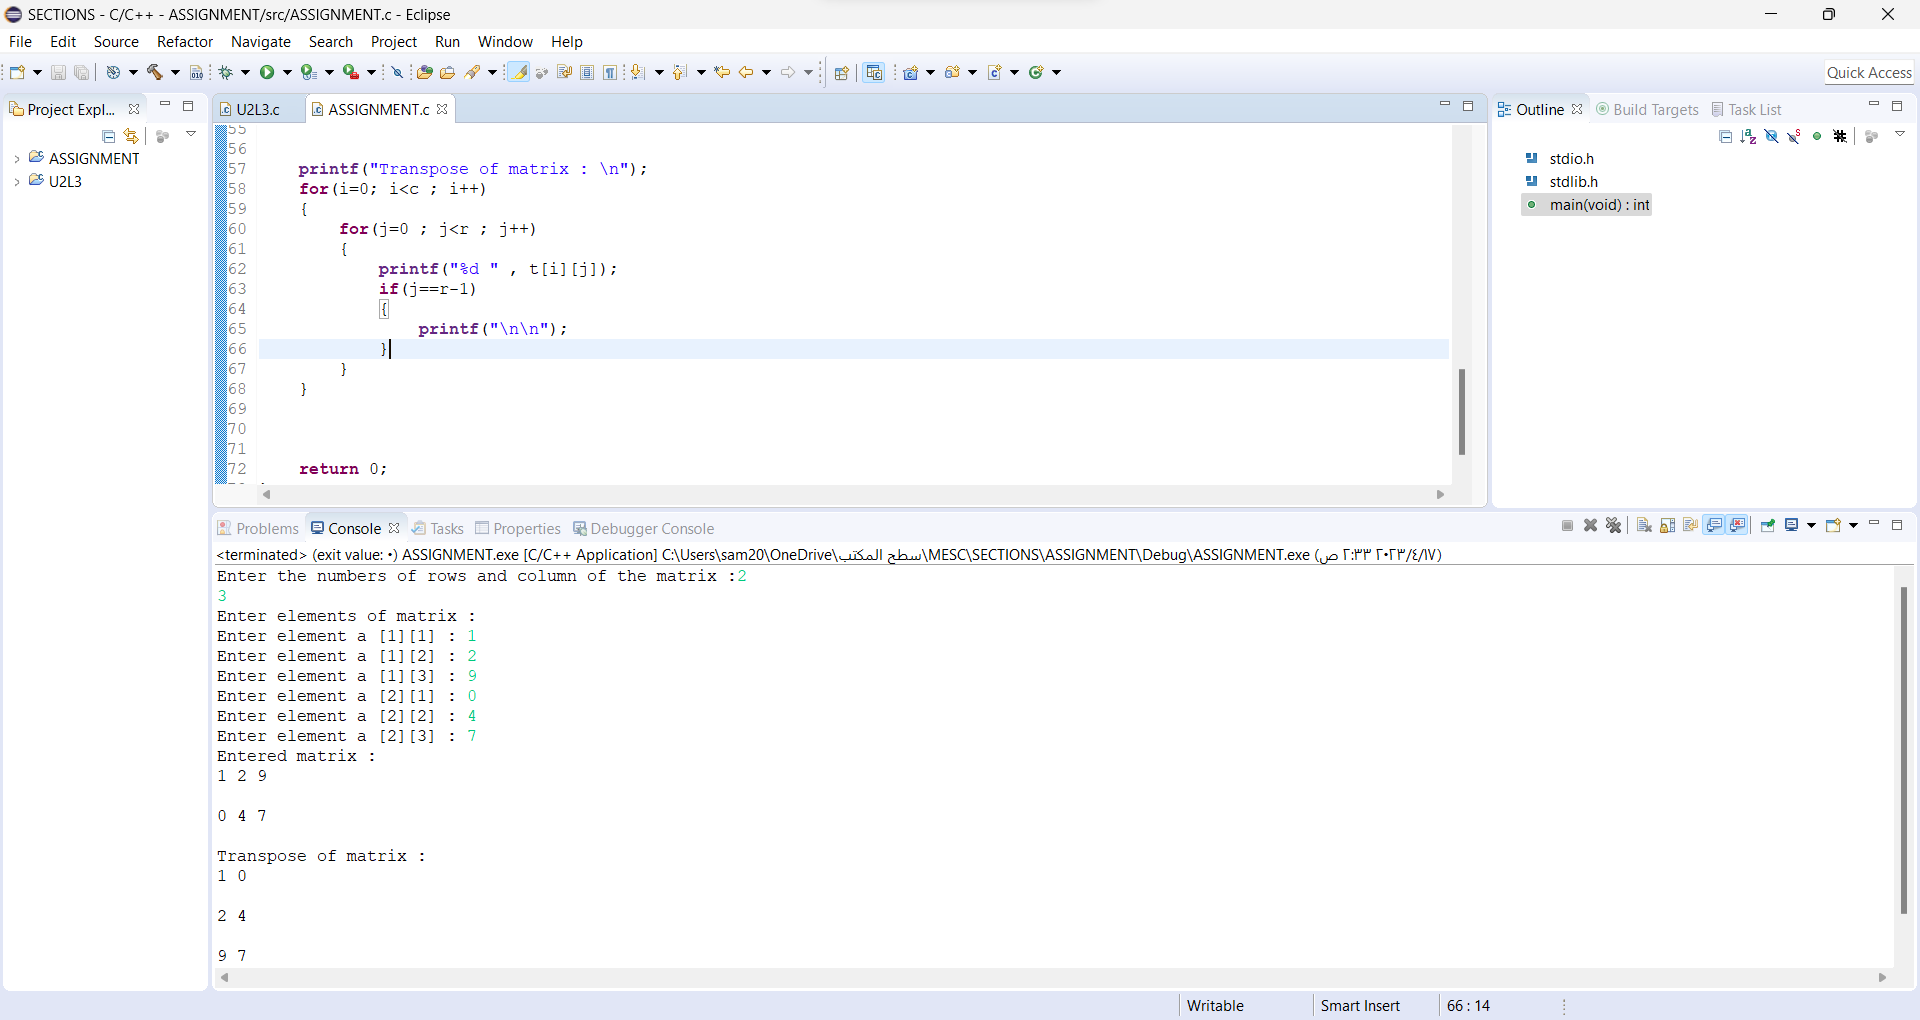 SECTIONS - C/C++ - ASSIGNMENT/src/ASSIGNMENT.c - Eclipse
File Edit Source Refactor Navigate Search Project Run Window Help
Quick Access
Project Expl...
ASSIGNMENT
U2L3
U2L3.c ASSIGNMENT.c
55
56
57 printf("Transpose of matrix : \n");
58 for(i=0; i<c ; i++)
59 {
60 for(j=0 ; j<r ; j++)
61 {
62 printf("%d " , t[i][j]);
63 if(j==r-1)
64 {
65 printf("\n\n");
66 }
67 }
68 }
69
70
71
72 return 0;
Outline Build Targets Task List
stdio.h
stdlib.h
main(void) : int
Problems Console Tasks Properties Debugger Console
<terminated> (exit value: ٠) ASSIGNMENT.exe [C/C++ Application] C:\Users\sam20\OneDrive\سطح المكتب\MESC\SECTIONS\ASSIGNMENT\Debug\ASSIGNMENT.exe (٢٠٢٣/٤/١٧ ٢:٣٣ ص)
Enter the numbers of rows and column of the matrix :2
3
Enter elements of matrix :
Enter element a [1][1] : 1
Enter element a [1][2] : 2
Enter element a [1][3] : 9
Enter element a [2][1] : 0
Enter element a [2][2] : 4
Enter element a [2][3] : 7
Entered matrix :
1 2 9
0 4 7
Transpose of matrix :
1 0
2 4
9 7
Writable Smart Insert 66 : 14